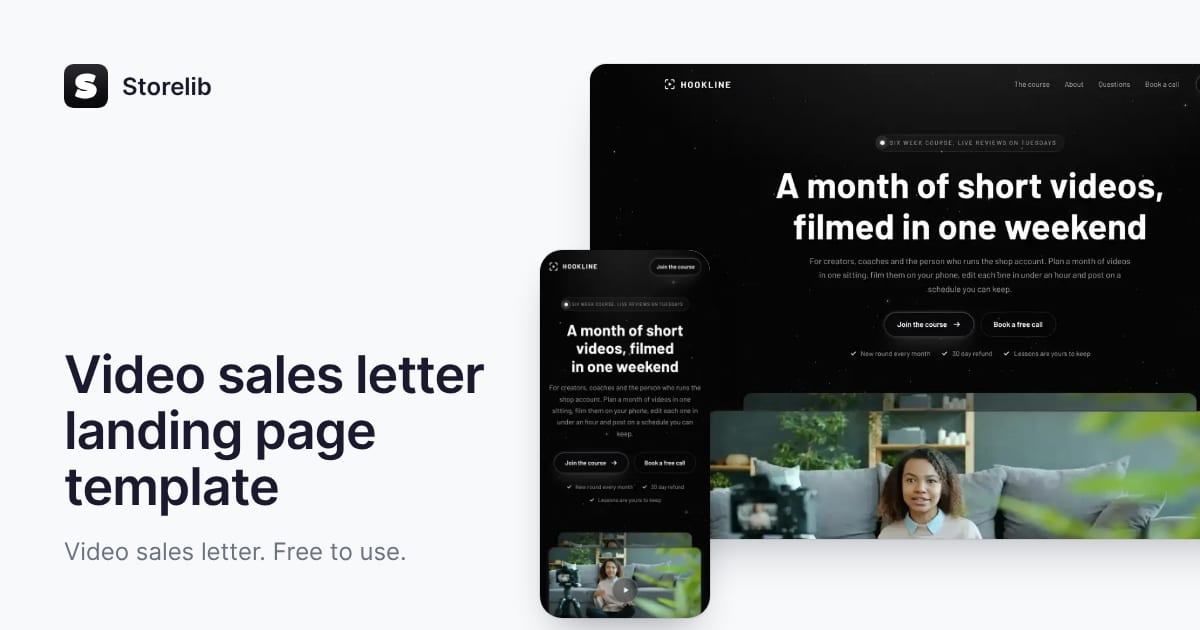 Storelib
Video sales letter
landing page
template
Video sales letter. Free to use.
HOOKLINE
The course
About
Questions
Book a call
SIX WEEK COURSE, LIVE REVIEWS ON TUESDAYS
A month of short videos,
filmed in one weekend
For creators, coaches and the person who runs the shop account. Plan a month of videos
in one sitting, film them on your phone, edit each one in under an hour and post on a
schedule you can keep.
Join the course
Book a free call
New round every month
30 day refund
Lessons are yours to keep
HOOKLINE
Join the course
SIX WEEK COURSE, LIVE REVIEWS ON TUESDAYS
A month of short
videos, filmed
in one weekend
For creators, coaches and the person who runs the
shop account. Plan a month of videos in one
sitting, film them on your phone, edit each one in
under an hour and post on a schedule you can
keep.
Join the course
Book a free call
New round every month
30 day refund
Lessons are yours to keep